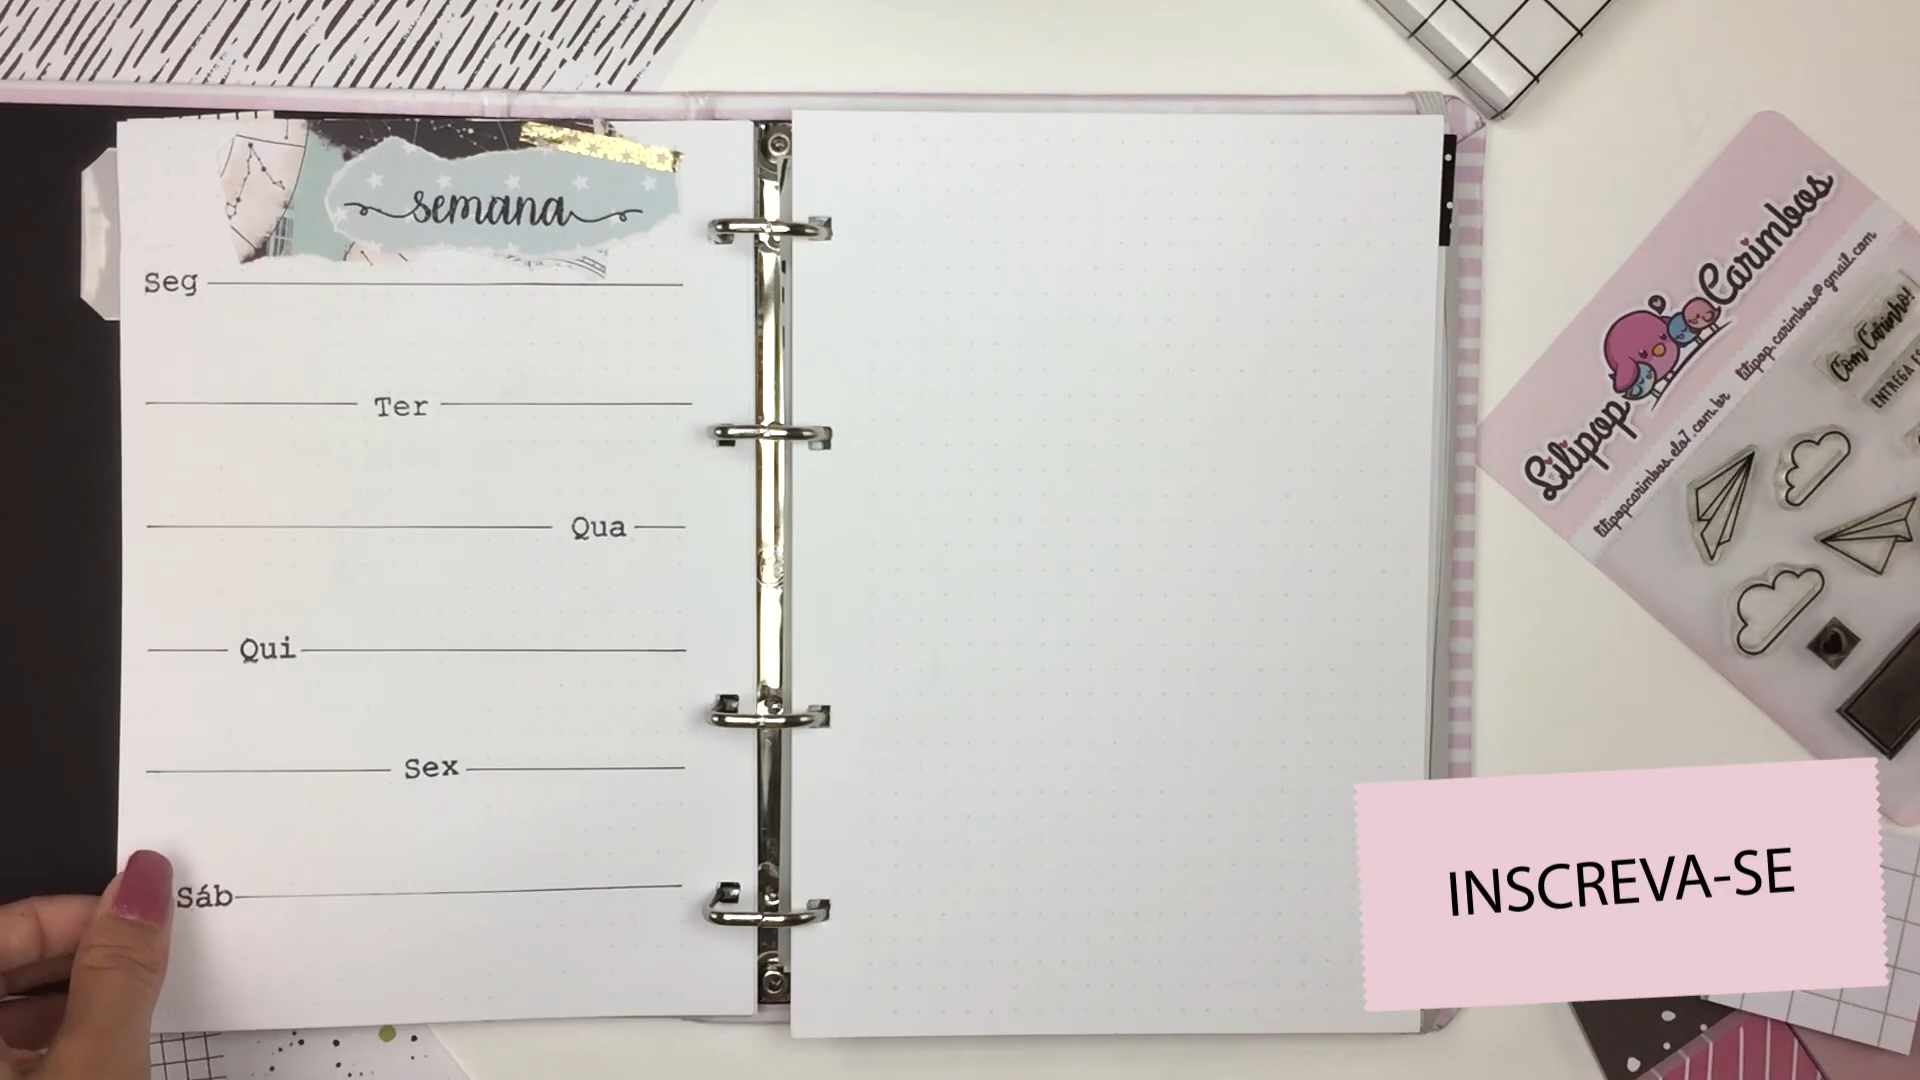 semana
Seg
Ter
Qua
Qui
Sex
Sáb
Lilipop Carimbos
lilipopcarimbos.elo7.com.br lilipop.carimbos@gmail.com
Com Carinho!
ENTREGA
INSCREVA-SE